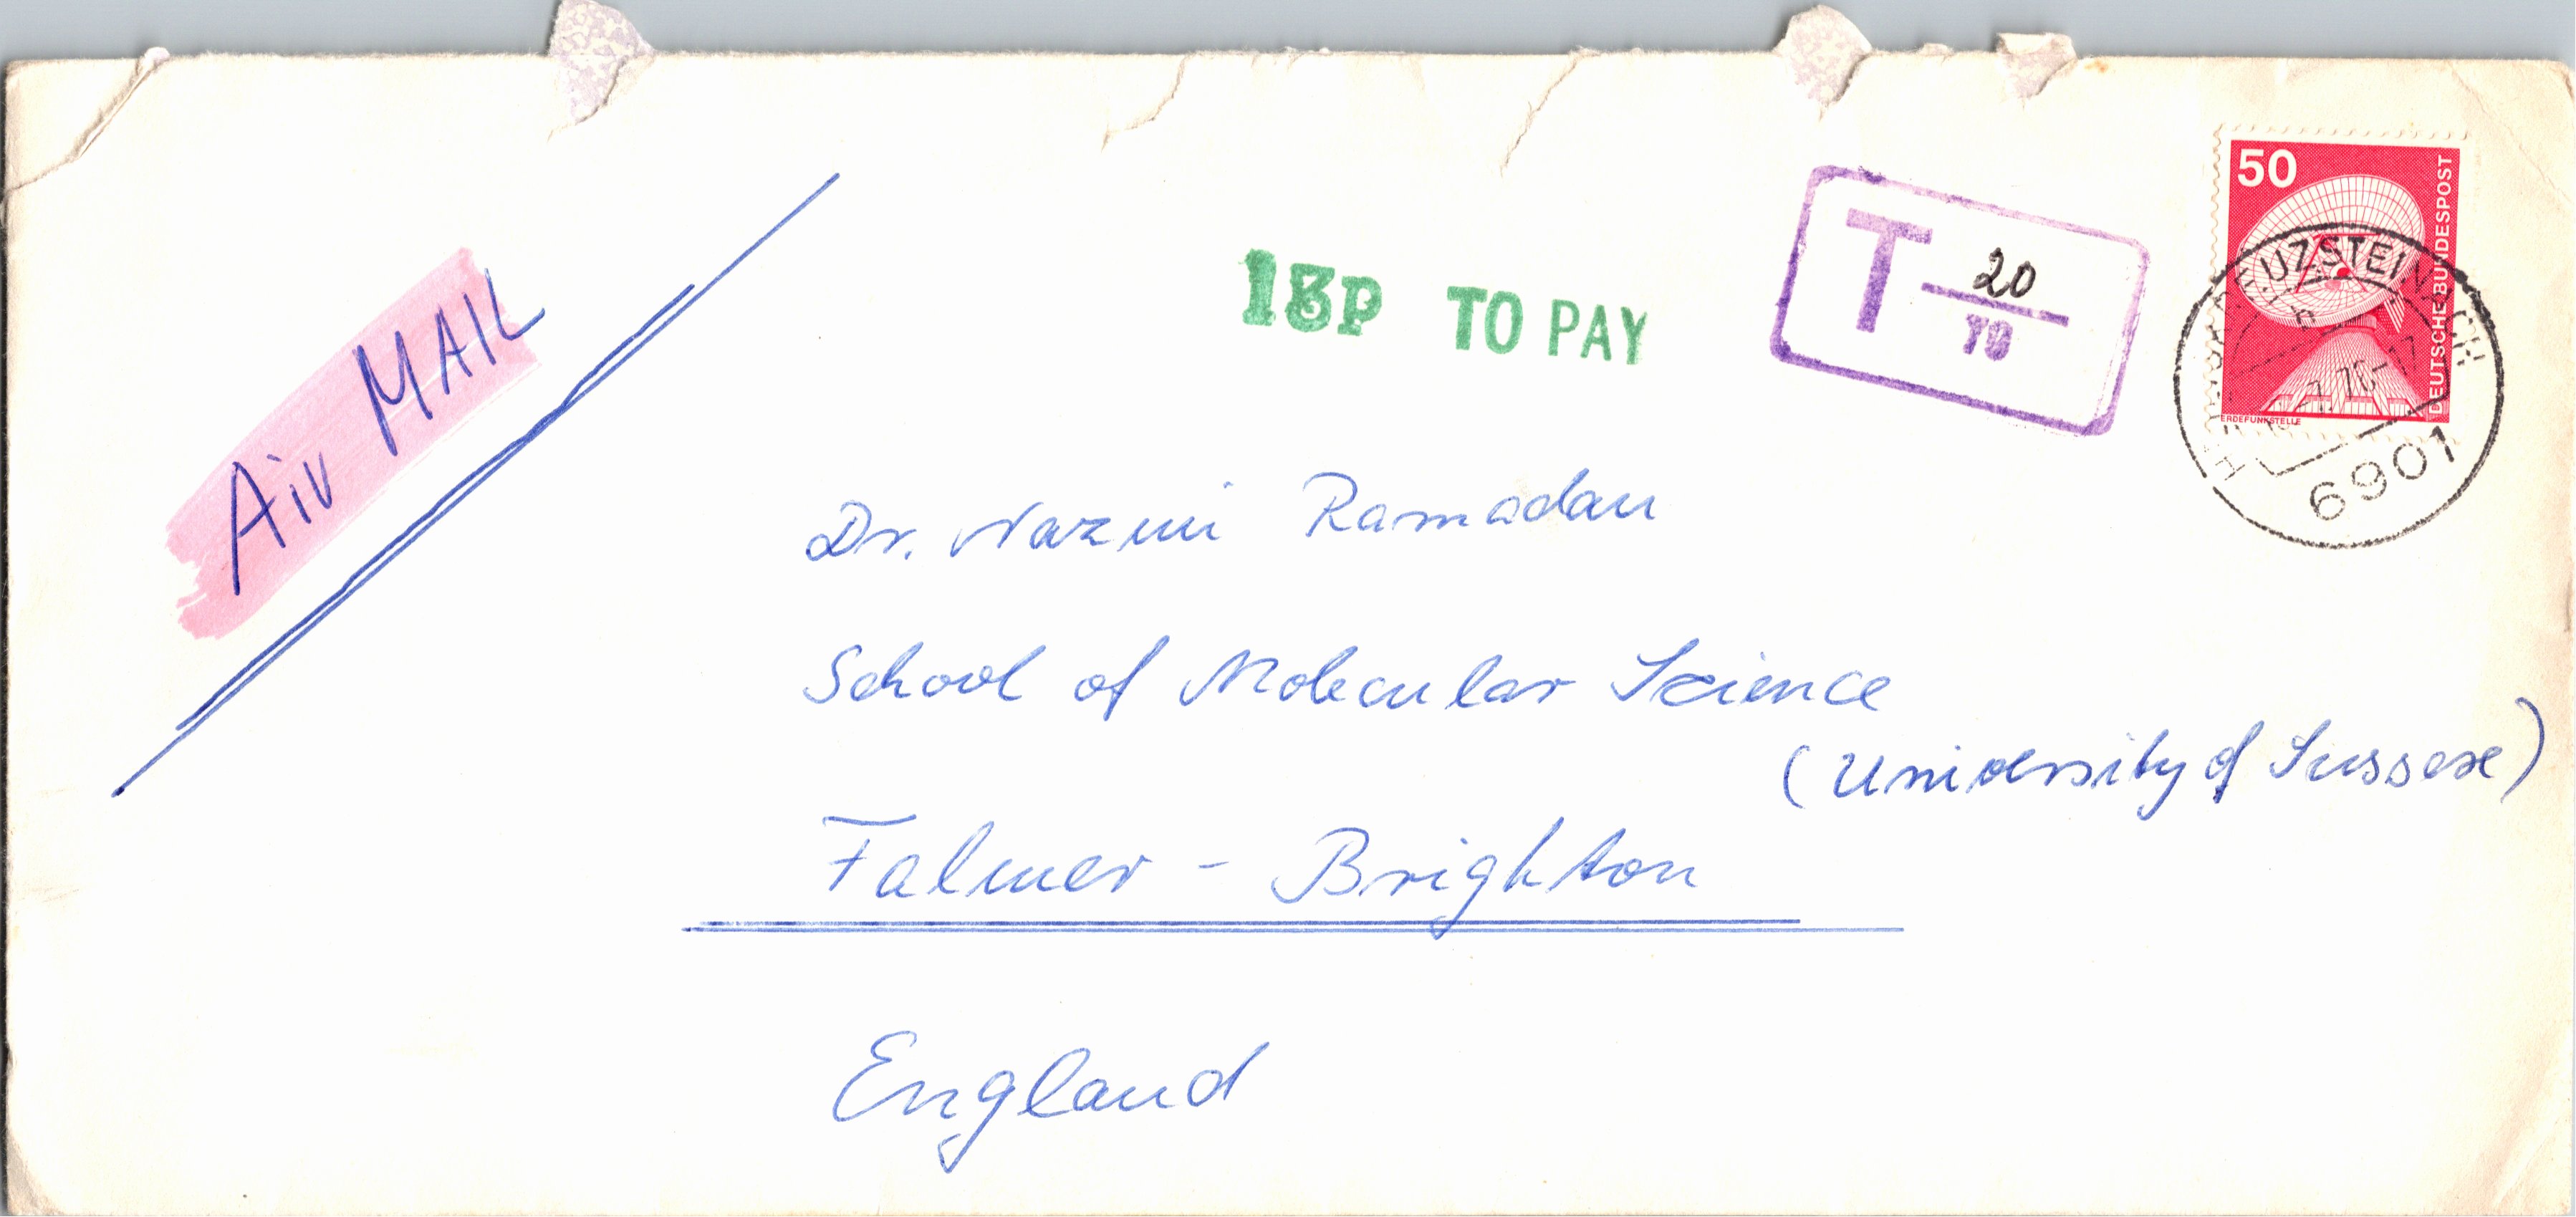 50
DEUTSCHE BUNDESPOST
ERDEFUNKSTELLE
6901
T 20
70
TO PAY
Air MAIL
Dr. Nazmi Ramadan
School of Molecular Science
(University of Sussex)
Falmer - Brighton
England